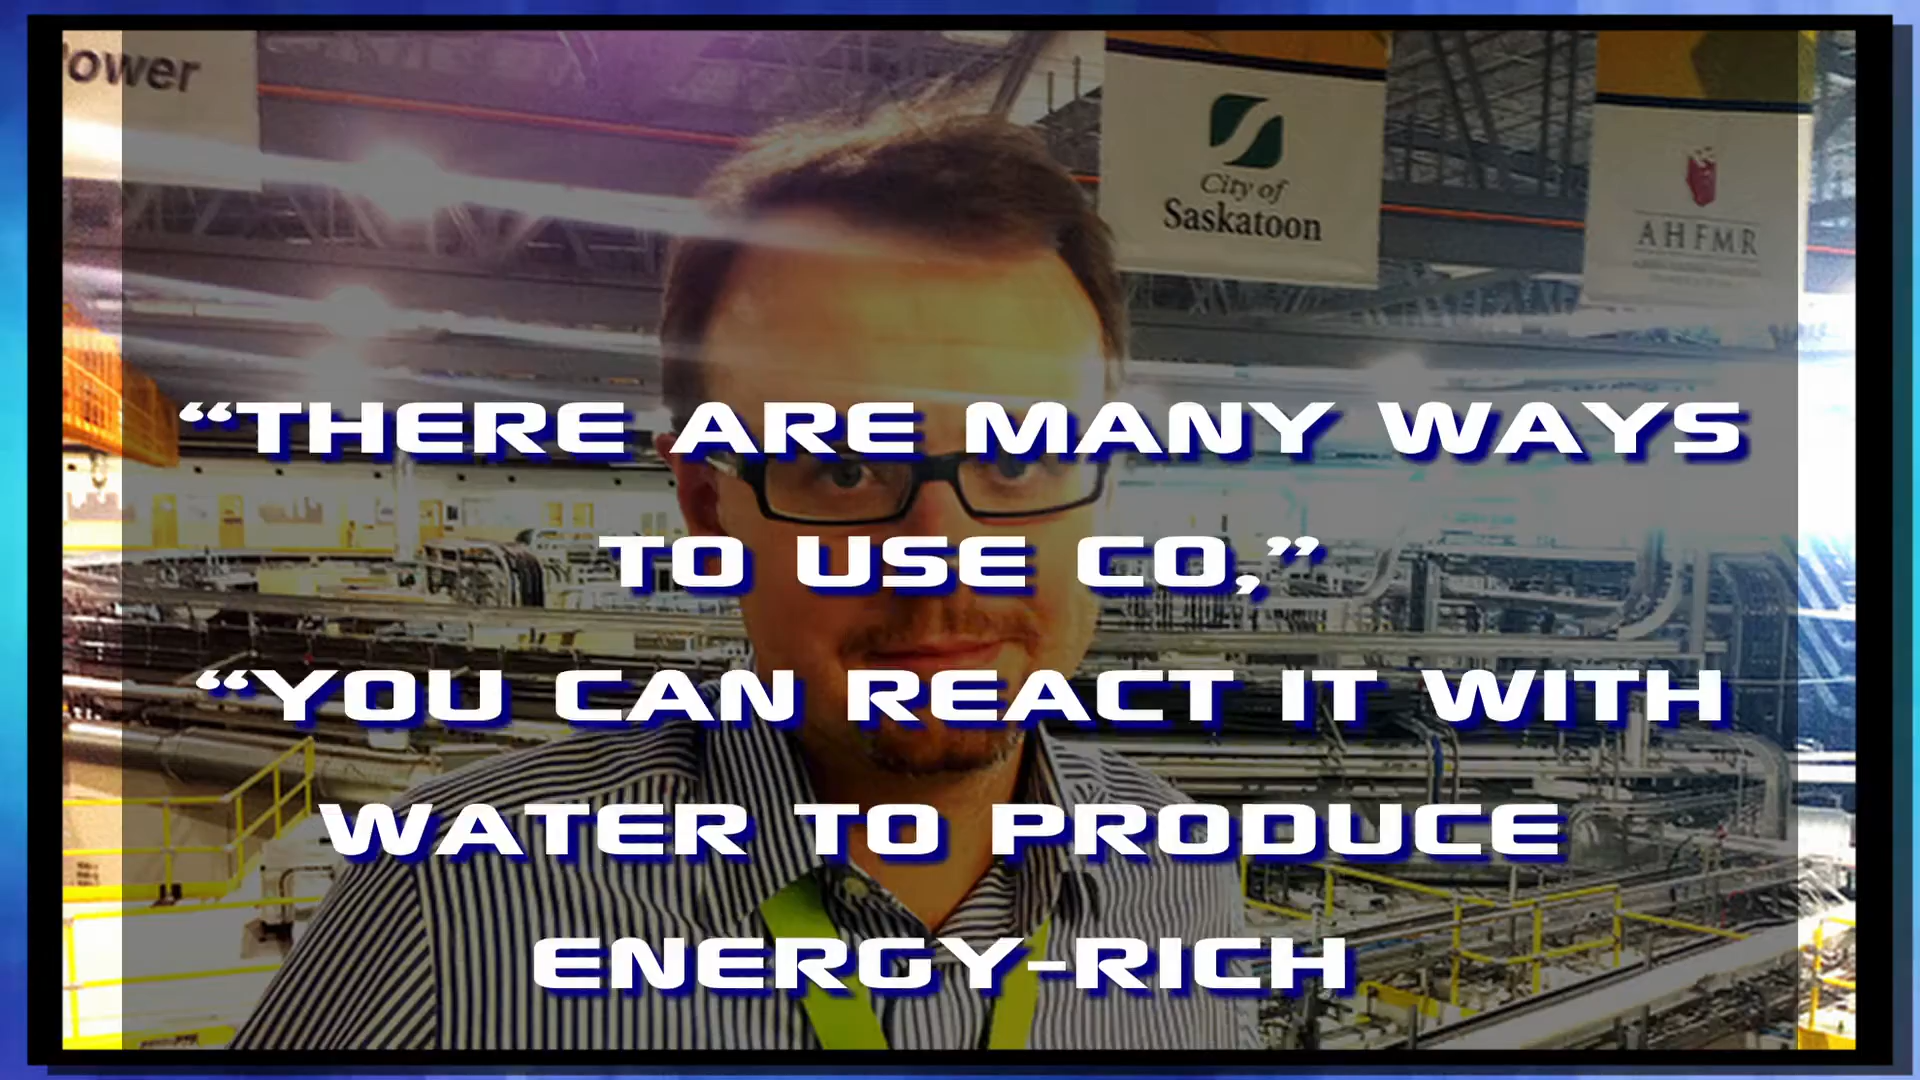 ower
City of
Saskatoon
AHFMR
“THERE ARE MANY WAYS
TO USE CO,”
“YOU CAN REACT IT WITH
WATER TO PRODUCE
ENERGY-RICH